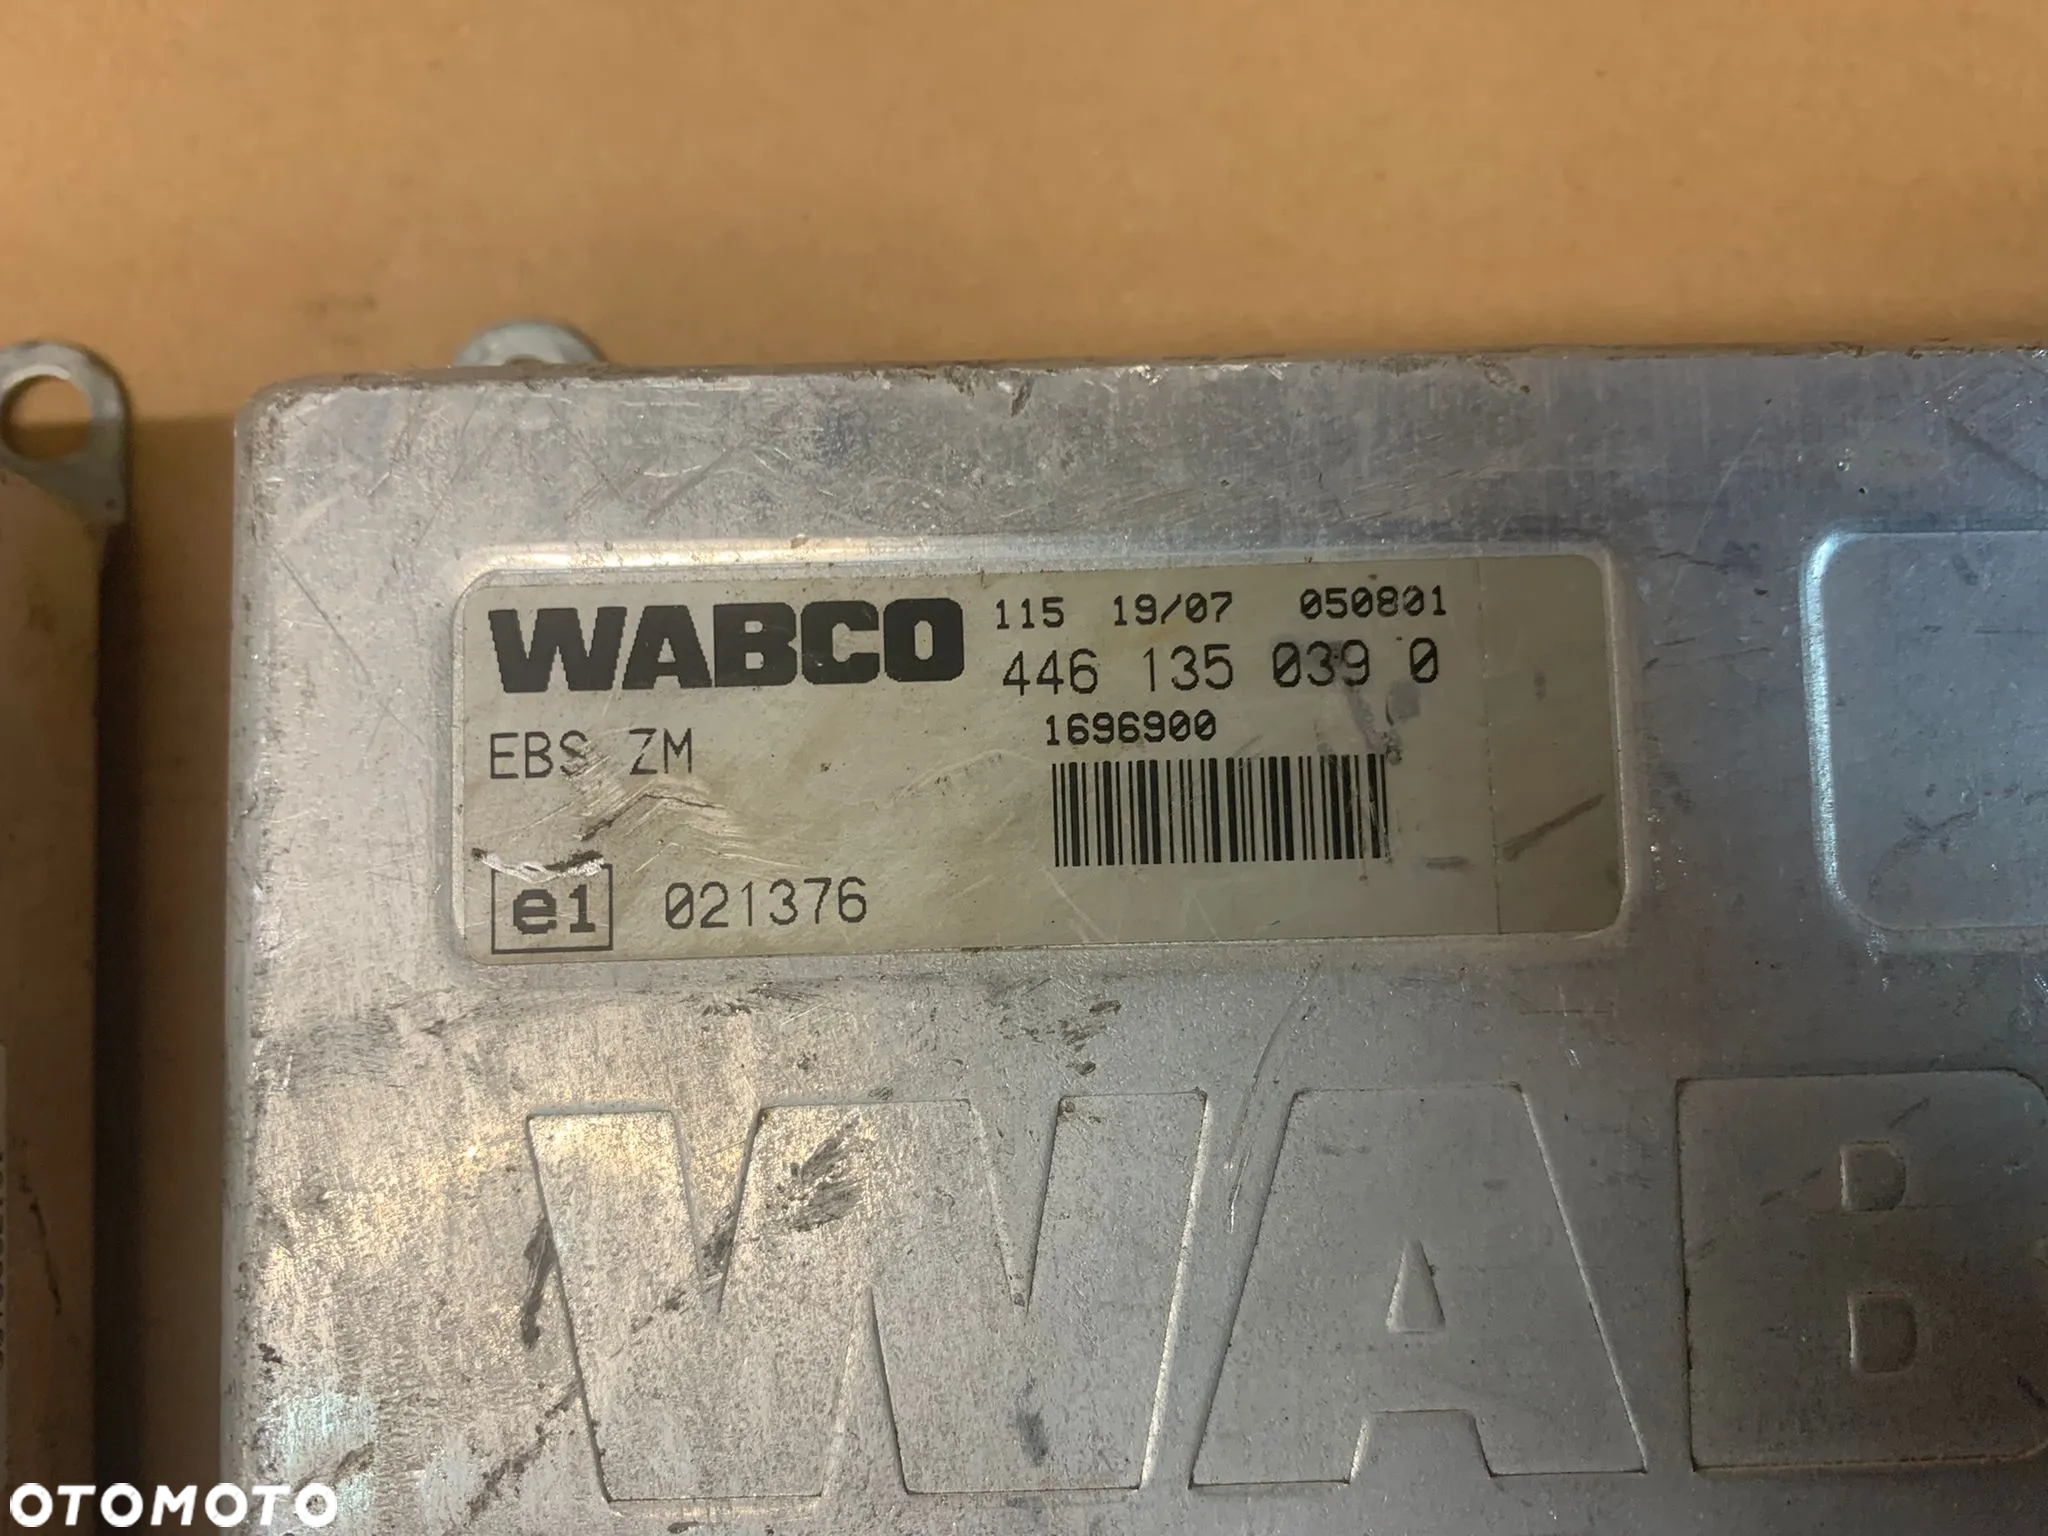 WABCO 115 19/07 050801
446 135 039 0
EBS ZM 1696900
e1 021376
WAB
OTOMOTO